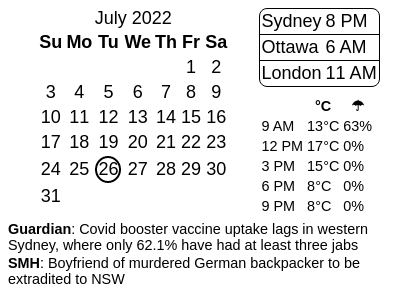 July 2022
Su Mo Tu We Th Fr Sa
1 2
3 4 5 6 7 8 9
10 11 12 13 14 15 16
17 18 19 20 21 22 23
24 25 26 27 28 29 30
31
Sydney 8 PM
Ottawa 6 AM
London 11 AM
°C ☂
9 AM 13°C 63%
12 PM 17°C 0%
3 PM 15°C 0%
6 PM 8°C 0%
9 PM 8°C 0%
Guardian: Covid booster vaccine uptake lags in western
Sydney, where only 62.1% have had at least three jabs
SMH: Boyfriend of murdered German backpacker to be
extradited to NSW